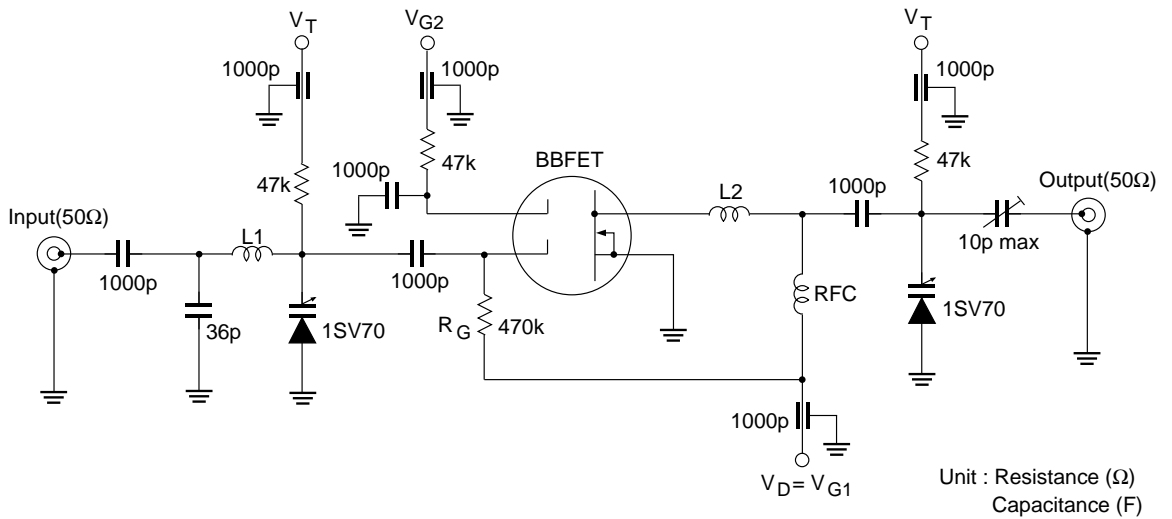 V_T
V_G2
V_T
1000p
1000p
1000p
47k
BBFET
1000p
47k
47k
L2
1000p
Output(50Ω)
Input(50Ω)
L1
10p max
1000p
1000p
RFC
36p
1SV70
R_G
470k
1SV70
1000p
V_D= V_G1
Unit : Resistance (Ω)
Capacitance (F)